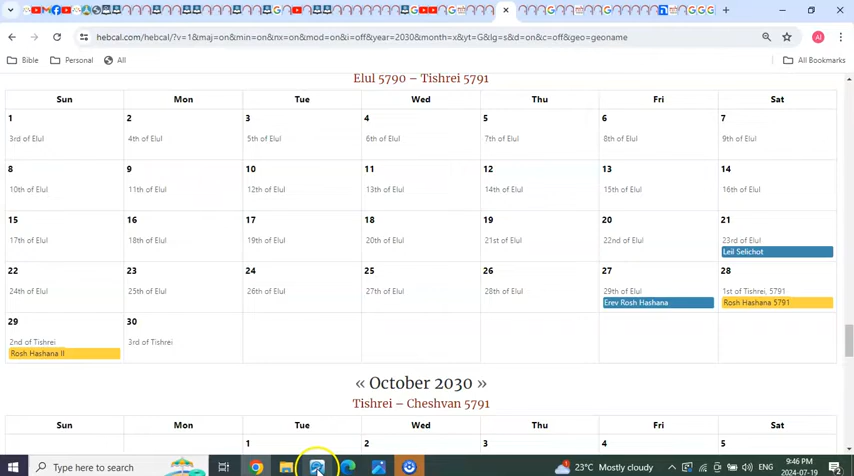 hebcal.com/hebcal/?v=1&maj=on&min=on&nx=on&mod=on&i=off&year=2030&month=x&yt=G&lg=s&d=on&c=off&geo=geoname
AI
Bible
Personal
All
All Bookmarks
Elul 5790 – Tishrei 5791
Sun Mon Tue Wed Thu Fri Sat
1 2 3 4 5 6 7
3rd of Elul 4th of Elul 5th of Elul 6th of Elul 7th of Elul 8th of Elul 9th of Elul
8 9 10 11 12 13 14
10th of Elul 11th of Elul 12th of Elul 13th of Elul 14th of Elul 15th of Elul 16th of Elul
15 16 17 18 19 20 21
17th of Elul 18th of Elul 19th of Elul 20th of Elul 21st of Elul 22nd of Elul 23rd of Elul
Leil Selichot
22 23 24 25 26 27 28
24th of Elul 25th of Elul 26th of Elul 27th of Elul 28th of Elul 29th of Elul 1st of Tishrei, 5791
Erev Rosh Hashana Rosh Hashana 5791
29 30
2nd of Tishrei 3rd of Tishrei
Rosh Hashana II
« October 2030 »
Tishrei – Cheshvan 5791
Sun Mon Tue Wed Thu Fri Sat
1 2 3 4 5
Type here to search
23°C Mostly cloudy
9:46 PM
2024-07-19
2